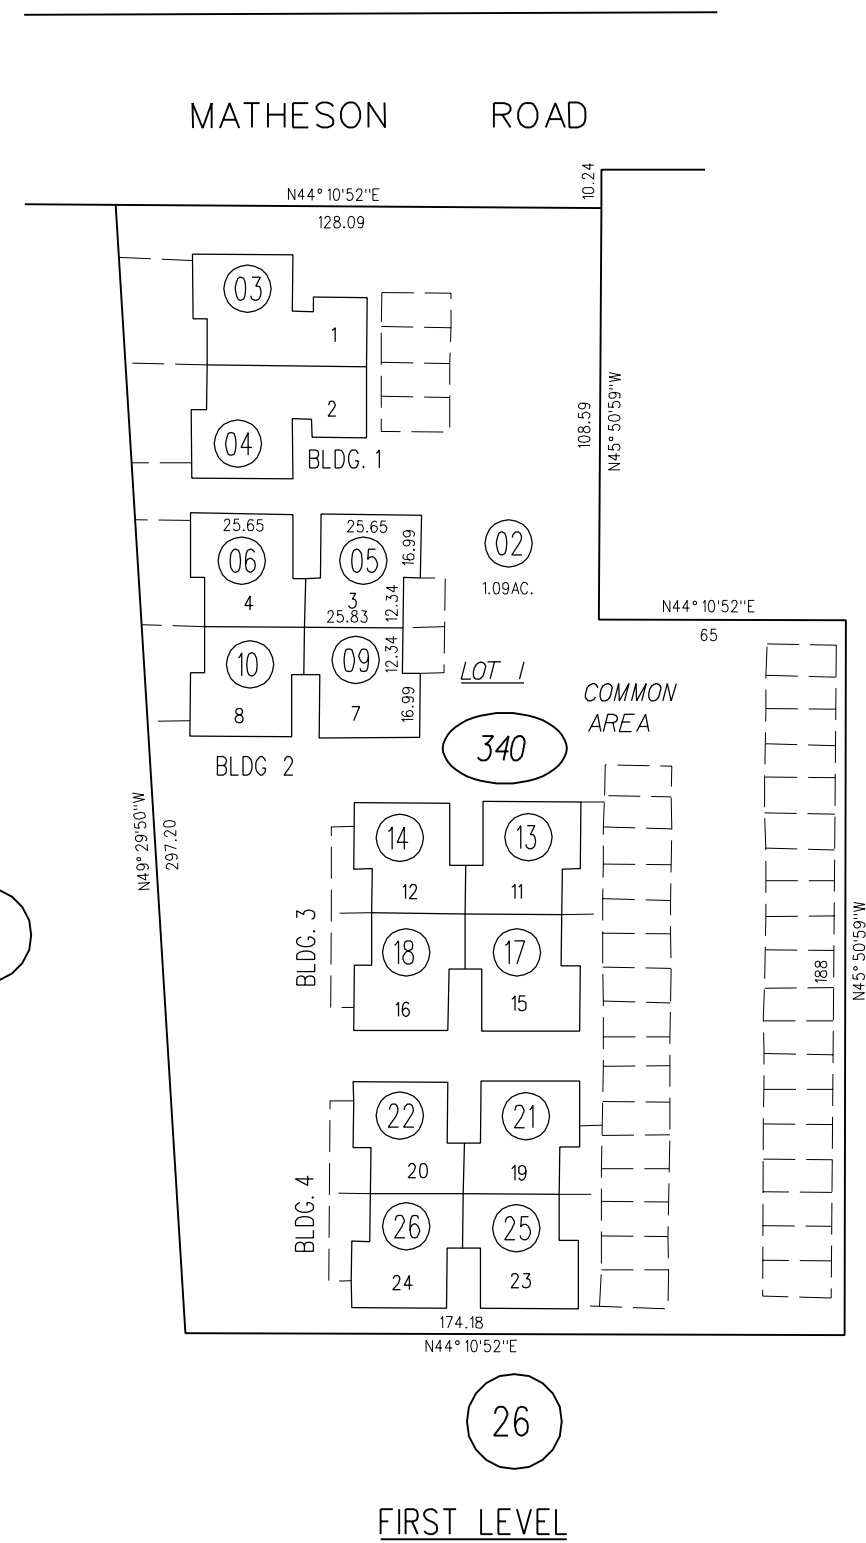 MATHESON ROAD
10.24
N44° 10'52"E
128.09
03
1
2
04
BLDG. 1
108.59
N45° 50'59"W
25.65
25.65
16.99
06
05
02
1.09AC.
4
3
12.34
25.83
N44° 10'52"E
65
10
09
12.34
LOT 1
8
7
16.99
COMMON
AREA
340
BLDG 2
N49° 29'50"W
297.20
14
13
12
11
BLDG. 3
18
17
16
15
188
N45° 50'59"W
22
21
20
19
BLDG. 4
26
25
24
23
174.18
N44° 10'52"E
26
FIRST LEVEL